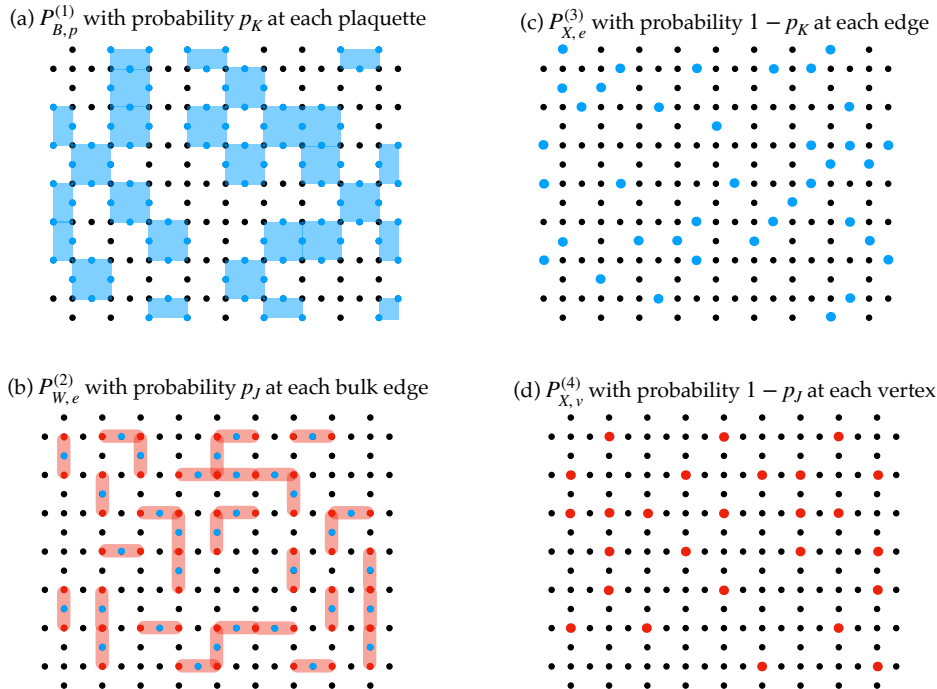 (a) P_{B,p}^{(1)} with probability p_K at each plaquette
(c) P_{X,e}^{(3)} with probability 1 − p_K at each edge
(b) P_{W,e}^{(2)} with probability p_J at each bulk edge
(d) P_{X,v}^{(4)} with probability 1 − p_J at each vertex